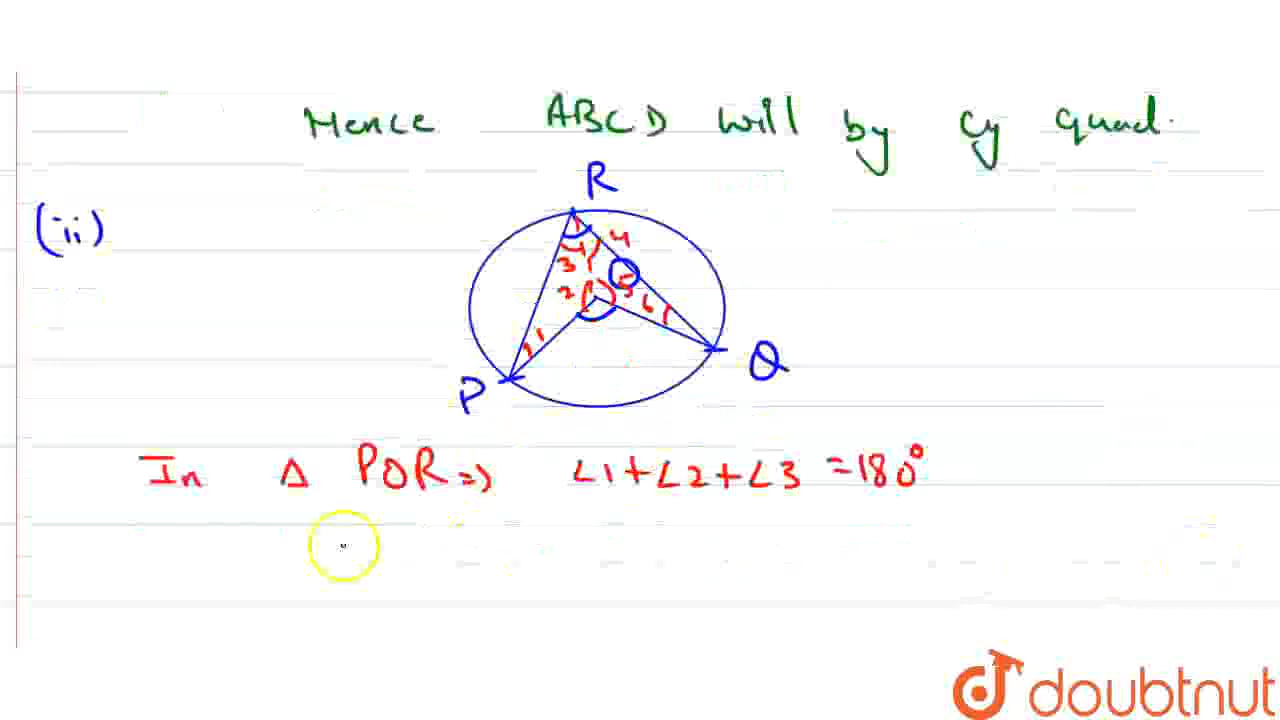 Hence ABCD will by Cy quad.
(ii)
R
4
3
2
5
6
1
P
Q
In Δ POR => ∠1+∠2+∠3 =180°
doubtnut